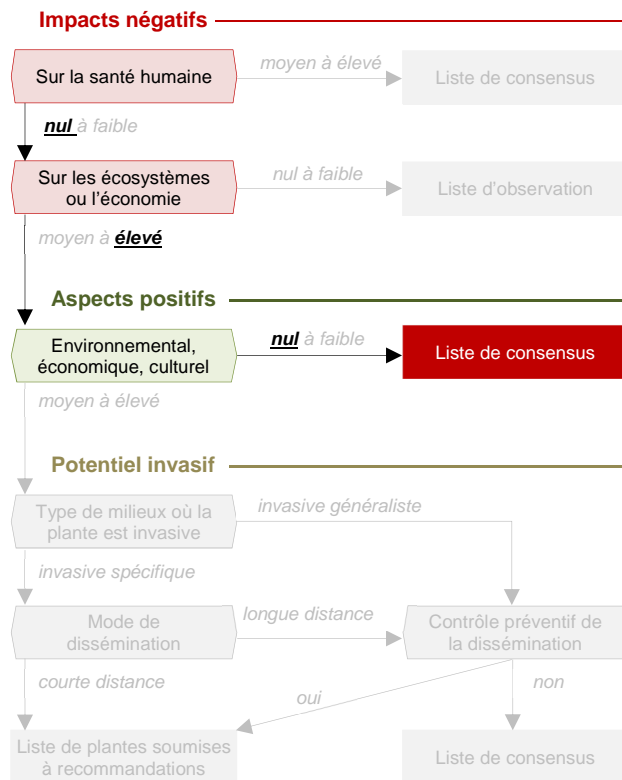 Impacts négatifs
Sur la santé humaine
moyen à élevé
Liste de consensus
nul à faible
Sur les écosystèmes
ou l'économie
nul à faible
Liste d'observation
moyen à élevé
Aspects positifs
Environnemental,
économique, culturel
nul à faible
Liste de consensus
moyen à élevé
Potentiel invasif
Type de milieux où la
plante est invasive
invasive généraliste
invasive spécifique
Mode de
dissémination
longue distance
Contrôle préventif de
la dissémination
courte distance
oui
non
Liste de plantes soumises
à recommandations
Liste de consensus